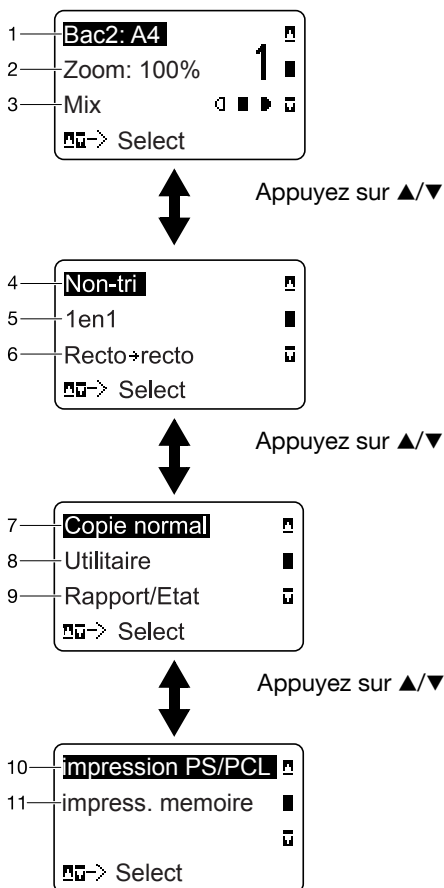 1 Bac2: A4
2 Zoom: 100% 1
3 Mix
-> Select
Appuyez sur ▲/▼
4 Non-tri
5 1en1
6 Recto→recto
-> Select
Appuyez sur ▲/▼
7 Copie normal
8 Utilitaire
9 Rapport/Etat
-> Select
Appuyez sur ▲/▼
10 impression PS/PCL
11 impress. memoire
-> Select